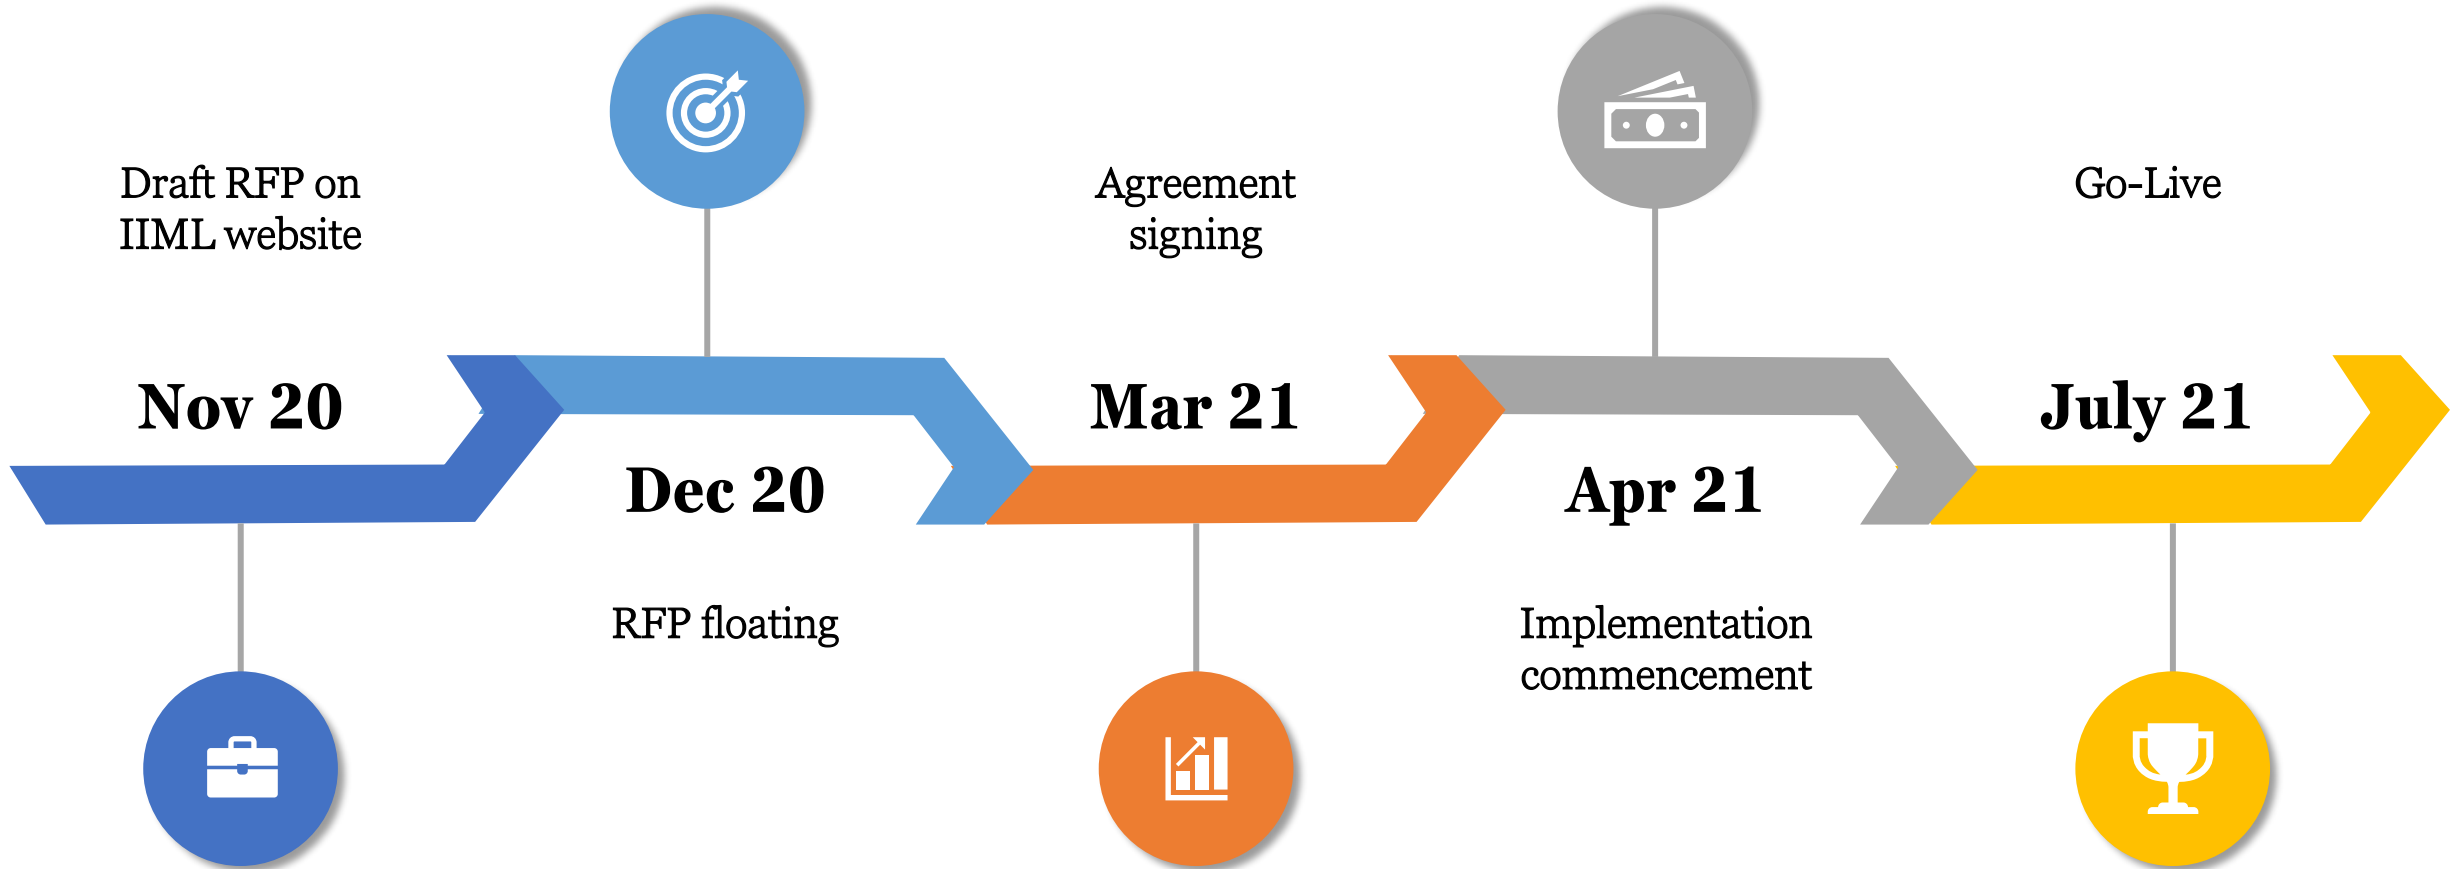 Draft RFP on
IIML website
Nov 20
Dec 20
RFP floating
Agreement
signing
Mar 21
Apr 21
Implementation
commencement
Go-Live
July 21